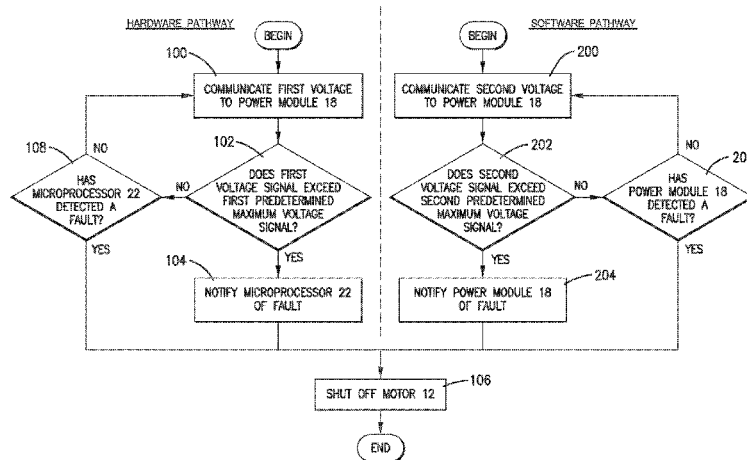 HARDWARE PATHWAY
BEGIN
100
COMMUNICATE FIRST VOLTAGE
TO POWER MODULE 18
NO
108
HAS
MICROPROCESSOR 22
DETECTED A
FAULT?
YES
102
DOES FIRST
VOLTAGE SIGNAL EXCEED
FIRST PREDETERMINED
MAXIMUM VOLTAGE
SIGNAL?
NO
YES
104
NOTIFY MICROPROCESSOR 22
OF FAULT
SOFTWARE PATHWAY
BEGIN
200
COMMUNICATE SECOND VOLTAGE
TO POWER MODULE 18
202
DOES SECOND
VOLTAGE SIGNAL EXCEED
SECOND PREDETERMINED
MAXIMUM VOLTAGE
SIGNAL?
NO
YES
NO
HAS
POWER MODULE 18
DETECTED A
FAULT?
YES
204
NOTIFY POWER MODULE 18
OF FAULT
106
SHUT OFF MOTOR 12
END